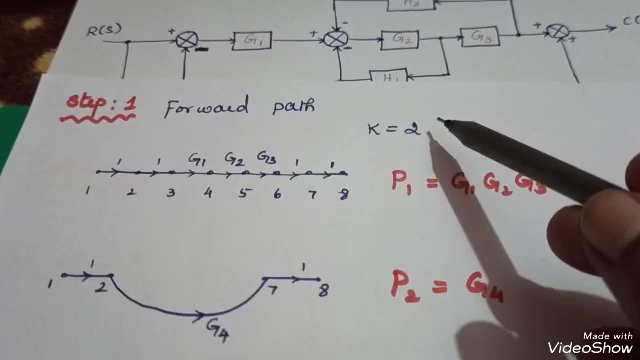 H2
R(S) + - G1 + - - G2 G3 + + C(
H1
Step: 1 Forward path
K = 2
1 1 G1 G2 G3 1 1
1 2 3 4 5 6 7 8
P1 = G1 G2 G3
1 1
1 2 7 8
G4
P2 = G4
Made with
VideoShow